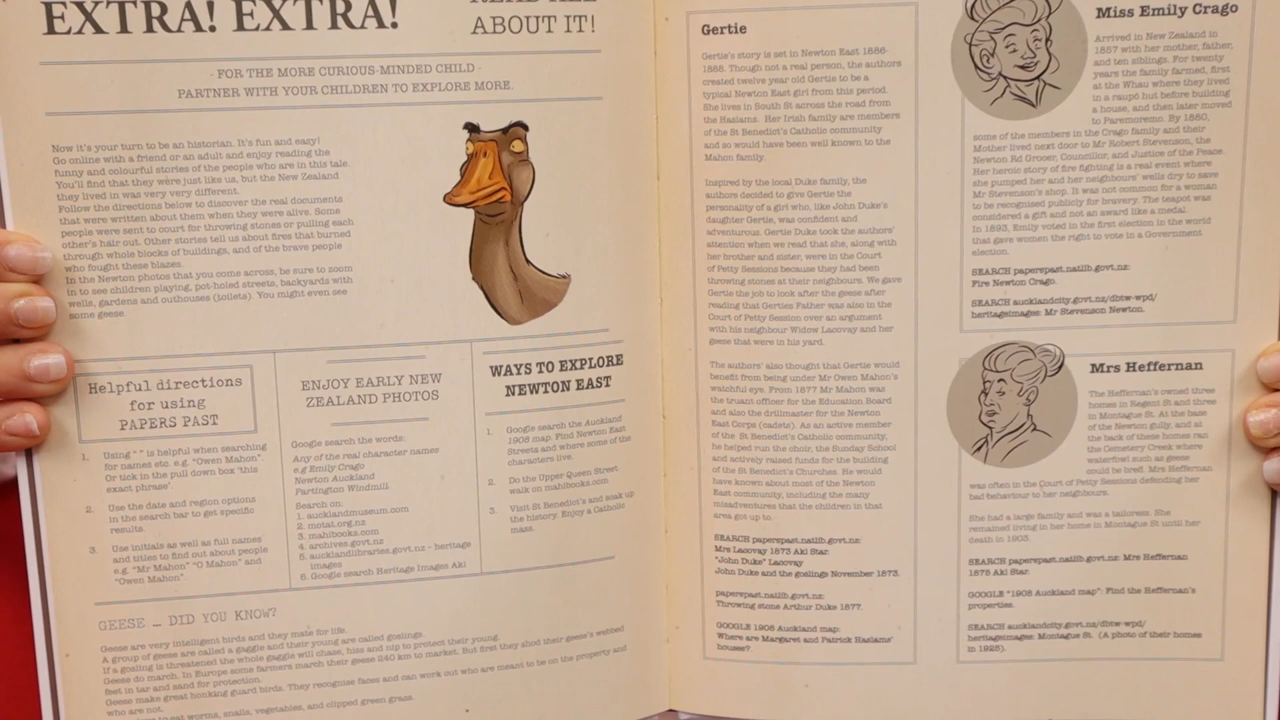 EXTRA! EXTRA!
READ ALL
ABOUT IT!
- FOR THE MORE CURIOUS-MINDED CHILD -
PARTNER WITH YOUR CHILDREN TO EXPLORE MORE.
Now it's your turn to be an historian. It's fun and easy!
Go online with a friend or an adult and enjoy reading the
funny and colourful stories of the people who are in this tale.
You'll find that they were just like us, but the New Zealand
they lived in was very very different.
Follow the directions below to discover the real documents
that were written about them when they were alive. Some
people were sent to court for throwing stones or pulling each
other's hair out. Other stories tell us about fires that burned
through whole blocks of buildings, and of the brave people
who fought these blazes.
In the Newton photos that you come across, be sure to zoom
in to see children playing, pot-holed streets, backyards with
wells, gardens and outhouses (toilets). You might even see
some geese.
Helpful directions
for using
PAPERS PAST
1. Using " " is helpful when searching
for names etc. e.g. "Owen Mahon".
Or tick in the pull down box 'this
exact phrase'.
2. Use the date and region options
in the search bar to get specific
results.
3. Use initials as well as full names
and titles to find out about people
e.g. "Mr Mahon" "O Mahon" and
"Owen Mahon".
ENJOY EARLY NEW
ZEALAND PHOTOS
Google search the words:
Any of the real character names
e.g Emily Crago
Newton Auckland
Partington Windmill
Search on:
1. aucklandmuseum.com
2. motat.org.nz
3. mahibooks.com
4. archives.govt.nz
5. aucklandlibraries.govt.nz - heritage
images
6. Google search Heritage Images Akl
WAYS TO EXPLORE
NEWTON EAST
1. Google search the Auckland
1908 map. Find Newton East
Streets and where some of the
characters live.
2. Do the Upper Queen Street
walk on mahibooks.com
3. Visit St Benedict's and soak up
the history. Enjoy a Catholic
mass.
GEESE ... DID YOU KNOW?
Geese are very intelligent birds and they mate for life.
A group of geese are called a gaggle and their young are called goslings.
If a gosling is threatened the whole gaggle will chase, hiss and nip to protect their young.
Geese do march. In Europe some farmers march their geese 240 km to market. But first they shod their geese's webbed
feet in tar and sand for protection.
Geese make great honking guard birds. They recognise faces and can work out who are meant to be on the property and
who are not.
to eat worms, snails, vegetables, and clipped green grass.
Gertie
Gertie's story is set in Newton East 1886-
1888. Though not a real person, the authors
created twelve year old Gertie to be a
typical Newton East girl from this period.
She lives in South St across the road from
the Haslams. Her Irish family are members
of the St Benedict's Catholic community
and so would have been well known to the
Mahon family.
Inspired by the local Duke family, the
authors decided to give Gertie the
personality of a girl who, like John Duke's
daughter Gertie, was confident and
adventurous. Gertie Duke took the authors'
attention when we read that she, along with
her brother and sister, were in the Court
of Petty Sessions because they had been
throwing stones at their neighbours. We gave
Gertie the job to look after the geese after
reading that Gerties Father was also in the
Court of Petty Session over an argument
with his neighbour Widow Lacovay and her
geese that were in his yard.
The authors' also thought that Gertie would
benefit from being under Mr Owen Mahon's
watchful eye. From 1877 Mr Mahon was
the truant officer for the Education Board
and also the drillmaster for the Newton
East Corps (cadets). As an active member
of the St Benedict's Catholic community,
he helped run the choir, the Sunday School
and actively raised funds for the building
of the St Benedict's Churches. He would
have known about most of the Newton
East community, including the many
misadventures that the children in that
area got up to.
SEARCH paperspast.natlib.govt.nz:
Mrs Lacovay 1873 Akl Star.
"John Duke" Lacovay
John Duke and the goslings November 1873.
paperpast.natlib.govt.nz:
Throwing stone Arthur Duke 1877.
GOOGLE 1908 Auckland map:
Where are Margaret and Patrick Haslams'
houses?
Miss Emily Crago
Arrived in New Zealand in
1857 with her mother, father,
and ten siblings. For twenty
years the family farmed, first
at the Whau where they lived
in a raupō hut before building
a house, and then later moved
to Paremoremo. By 1880,
some of the members in the Crago family and their
Mother lived next door to Mr Robert Stevenson, the
Newton Rd Grocer, Councillor, and Justice of the Peace.
Her heroic story of fire fighting is a real event where
she pumped her and her neighbours' wells dry to save
Mr Stevenson's shop. It was not common for a woman
to be recognised publicly for bravery. The teapot was
considered a gift and not an award like a medal.
In 1893, Emily voted in the first election in the world
that gave women the right to vote in a Government
election.
SEARCH paperspast.natlib.govt.nz:
Fire Newton Crago.
SEARCH aucklandcity.govt.nz/dbtw-wpd/
heritageimages: Mr Stevenson Newton.
Mrs Heffernan
The Heffernan's owned three
homes in Regent St and three
in Montague St. At the base
of the Newton gully, and at
the back of these homes ran
the Cemetery Creek where
waterfowl such as geese
could be bred. Mrs Heffernan
was often in the Court of Petty Sessions defending her
bad behaviour to her neighbours.
She had a large family and was a tailoress. She
remained living in her home in Montague St until her
death in 1903.
SEARCH paperspast.natlib.govt.nz: Mrs Heffernan
1875 Akl Star.
GOOGLE "1908 Auckland map": Find the Heffernan's
properties.
SEARCH aucklandcity.govt.nz/dbtw-wpd/
heritageimages: Montague St. (A photo of their homes
in 1925).